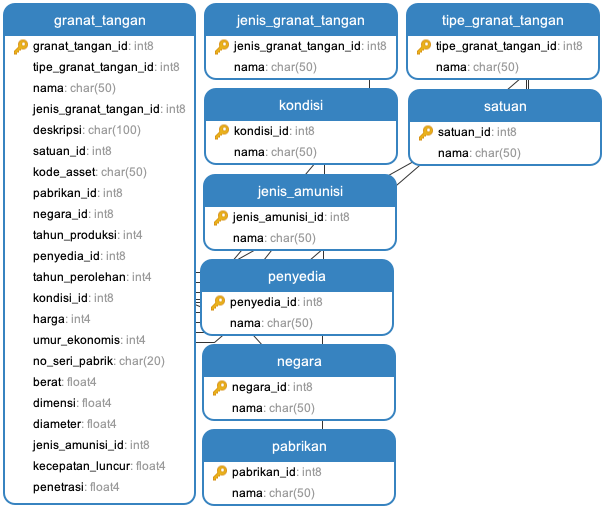 granat_tangan
granat_tangan_id: int8
tipe_granat_tangan_id: int8
nama: char(50)
jenis_granat_tangan_id: int8
deskripsi: char(100)
satuan_id: int8
kode_asset: char(50)
pabrikan_id: int8
negara_id: int8
tahun_produksi: int4
penyedia_id: int8
tahun_perolehan: int4
kondisi_id: int8
harga: int4
umur_ekonomis: int4
no_seri_pabrik: char(20)
berat: float4
dimensi: float4
diameter: float4
jenis_amunisi_id: int8
kecepatan_luncur: float4
penetrasi: float4
jenis_granat_tangan
jenis_granat_tangan_id: int8
nama: char(50)
tipe_granat_tangan
tipe_granat_tangan_id: int8
nama: char(50)
kondisi
kondisi_id: int8
nama: char(50)
satuan
satuan_id: int8
nama: char(50)
jenis_amunisi
jenis_amunisi_id: int8
nama: char(50)
penyedia
penyedia_id: int8
nama: char(50)
negara
negara_id: int8
nama: char(50)
pabrikan
pabrikan_id: int8
nama: char(50)